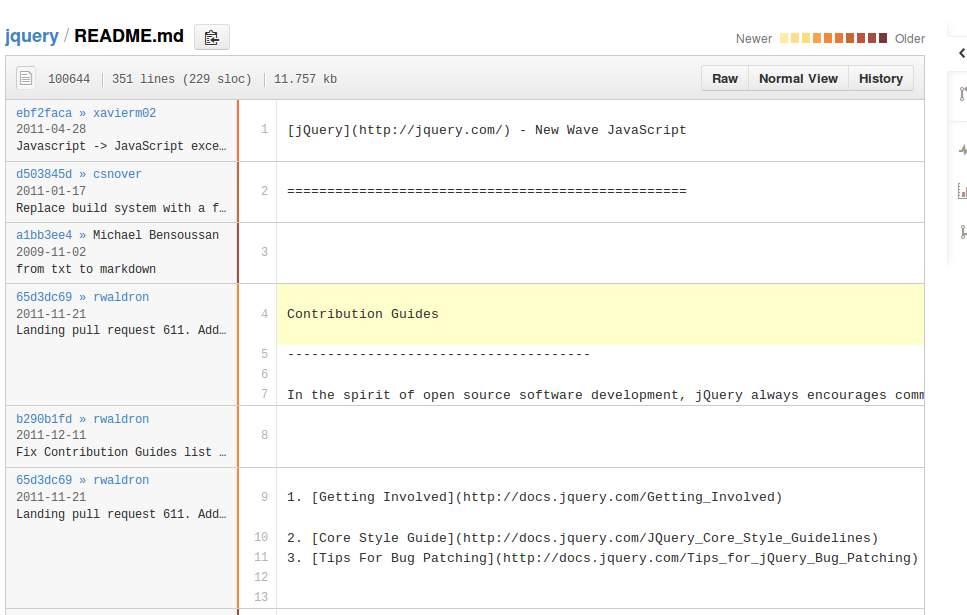 jquery / README.md
Newer Older
100644 351 lines (229 sloc) 11.757 kb Raw Normal View History
ebf2faca » xavierm02
2011-04-28
Javascript -> JavaScript exce…
1 [jQuery](http://jquery.com/) - New Wave JavaScript
d503845d » csnover
2011-01-17
Replace build system with a f…
2 ==================================================
a1bb3ee4 » Michael Bensoussan
2009-11-02
from txt to markdown
3
65d3dc69 » rwaldron
2011-11-21
Landing pull request 611. Add…
4 Contribution Guides
5 --------------------------------------
6
7 In the spirit of open source software development, jQuery always encourages comm
b290b1fd » rwaldron
2011-12-11
Fix Contribution Guides list …
8
65d3dc69 » rwaldron
2011-11-21
Landing pull request 611. Add…
9 1. [Getting Involved](http://docs.jquery.com/Getting_Involved)
10 2. [Core Style Guide](http://docs.jquery.com/JQuery_Core_Style_Guidelines)
11 3. [Tips For Bug Patching](http://docs.jquery.com/Tips_for_jQuery_Bug_Patching)
12
13